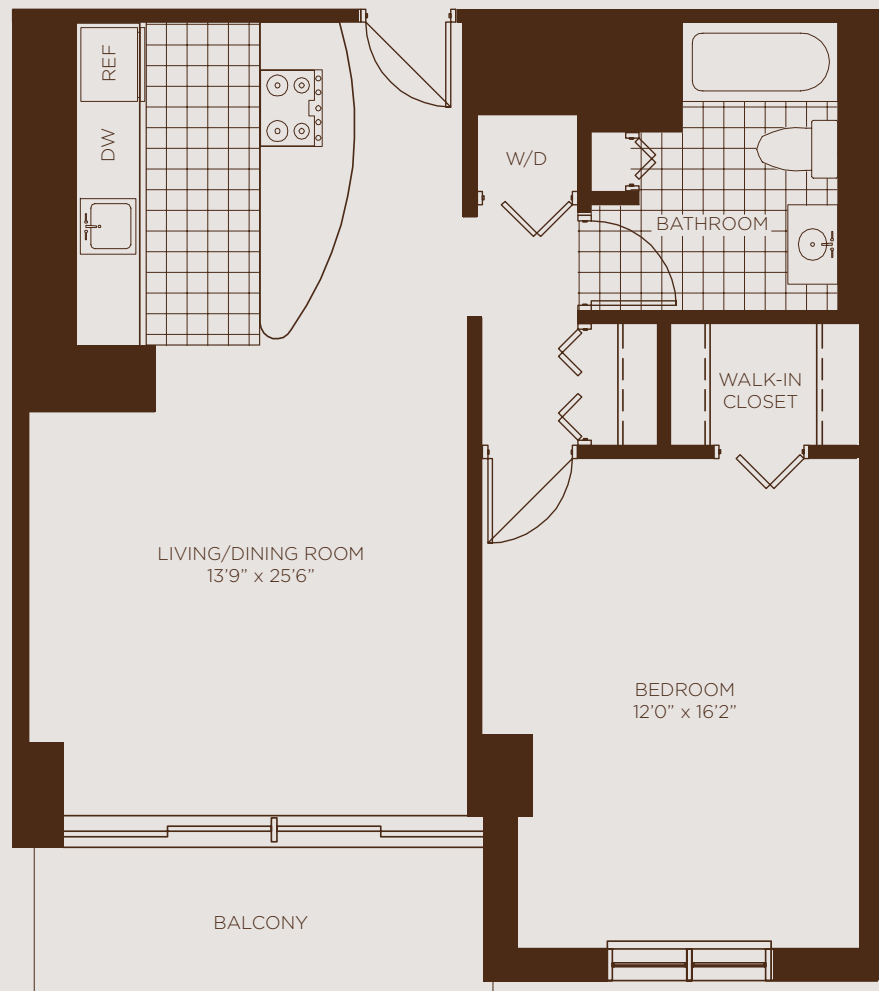 REF
DW
W/D
BATHROOM
WALK-IN
CLOSET
LIVING/DINING ROOM
13’9” x 25’6”
BEDROOM
12’0” x 16’2”
BALCONY